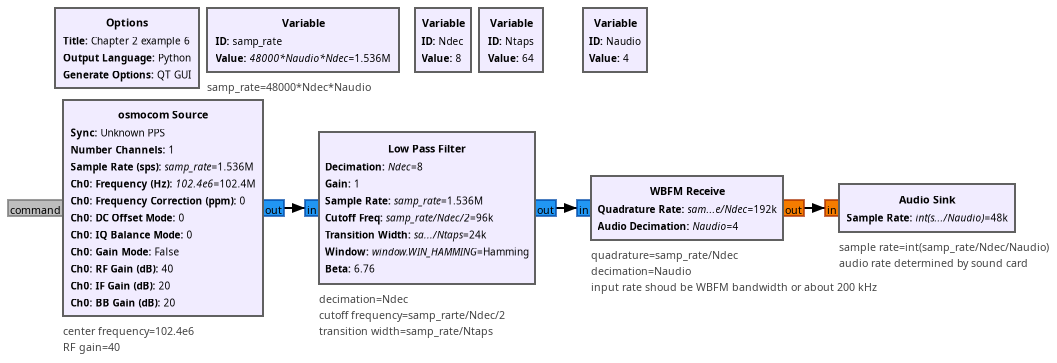 Options
Title: Chapter 2 example 6
Output Language: Python
Generate Options: QT GUI
Variable
ID: samp_rate
Value: 48000*Naudio*Ndec=1.536M
samp_rate=48000*Ndec*Naudio
Variable
ID: Ndec
Value: 8
Variable
ID: Ntaps
Value: 64
Variable
ID: Naudio
Value: 4
command
osmocom Source
Sync: Unknown PPS
Number Channels: 1
Sample Rate (sps): samp_rate=1.536M
Ch0: Frequency (Hz): 102.4e6=102.4M
Ch0: Frequency Correction (ppm): 0
Ch0: DC Offset Mode: 0
Ch0: IQ Balance Mode: 0
Ch0: Gain Mode: False
Ch0: RF Gain (dB): 40
Ch0: IF Gain (dB): 20
Ch0: BB Gain (dB): 20
out
center frequency=102.4e6
RF gain=40
in
Low Pass Filter
Decimation: Ndec=8
Gain: 1
Sample Rate: samp_rate=1.536M
Cutoff Freq: samp_rate/Ndec/2=96k
Transition Width: sa.../Ntaps=24k
Window: window.WIN_HAMMING=Hamming
Beta: 6.76
out
decimation=Ndec
cutoff frequency=samp_rarte/Ndec/2
transition width=samp_rate/Ntaps
in
WBFM Receive
Quadrature Rate: sam...e/Ndec=192k
Audio Decimation: Naudio=4
out
quadrature=samp_rate/Ndec
decimation=Naudio
input rate shoud be WBFM bandwidth or about 200 kHz
in
Audio Sink
Sample Rate: int(s.../Naudio)=48k
sample rate=int(samp_rate/Ndec/Naudio)
audio rate determined by sound card